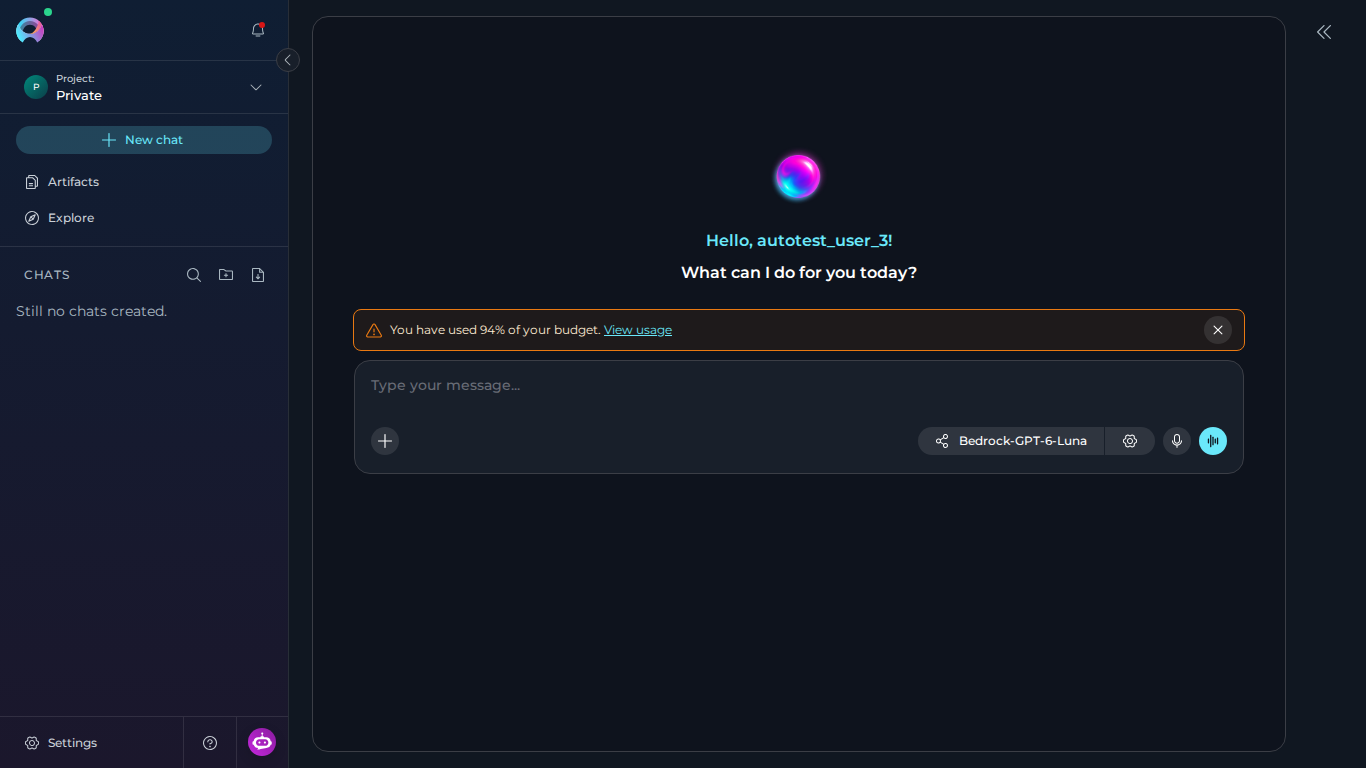 P
Project:
Private
New chat
Artifacts
Explore
CHATS
Still no chats created.
Settings
Hello, autotest_user_3!
What can I do for you today?
You have used 94% of your budget. View usage
Type your message...
Bedrock-GPT-6-Luna